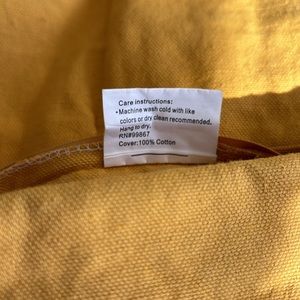 Care instructions:
• Machine wash cold with like
colors or dry clean recommended.
Hang to dry.
RN#99867
Cover:100% Cotton